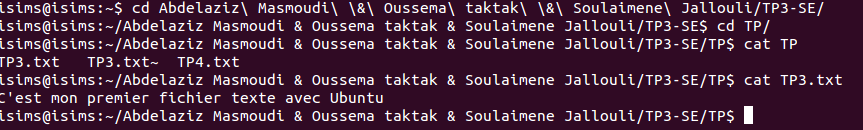 isims@isims:~$ cd Abdelaziz\ Masmoudi\ \&\ Oussema\ taktak\ \&\ Soulaimene\ Jallouli/TP3-SE/
isims@isims:~/Abdelaziz Masmoudi & Oussema taktak & Soulaimene Jallouli/TP3-SE$ cd TP/
isims@isims:~/Abdelaziz Masmoudi & Oussema taktak & Soulaimene Jallouli/TP3-SE/TP$ cat TP
TP3.txt   TP3.txt~  TP4.txt
isims@isims:~/Abdelaziz Masmoudi & Oussema taktak & Soulaimene Jallouli/TP3-SE/TP$ cat TP3.txt
C'est mon premier fichier texte avec Ubuntu
isims@isims:~/Abdelaziz Masmoudi & Oussema taktak & Soulaimene Jallouli/TP3-SE/TP$